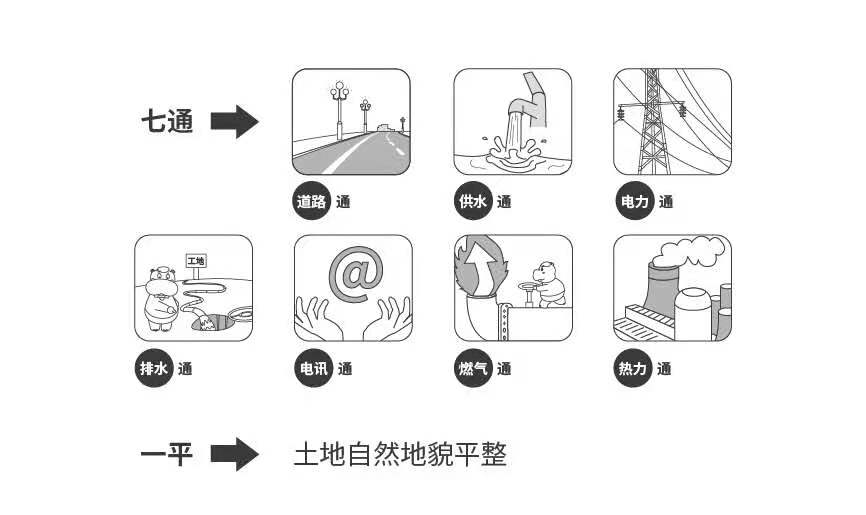 七通
道路 通
供水 通
电力 通
工地
@
排水 通
电讯 通
燃气 通
热力 通
一平
土地自然地貌平整